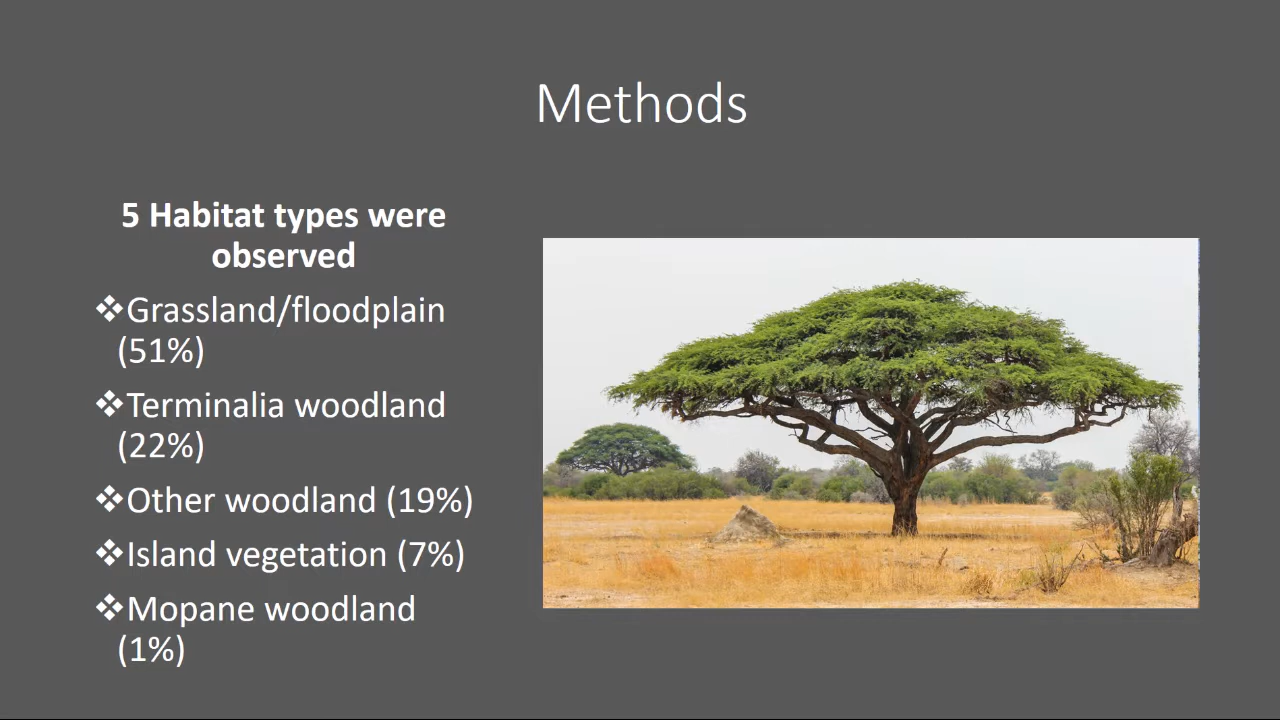 Methods
5 Habitat types were
observed
❖Grassland/floodplain
(51%)
❖Terminalia woodland
(22%)
❖Other woodland (19%)
❖Island vegetation (7%)
❖Mopane woodland
(1%)